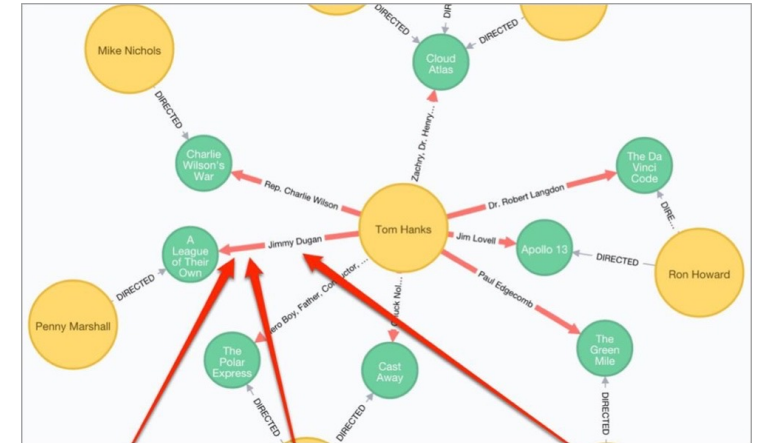 DIRECTED
DIR
DIRECTED
Mike Nichols
Cloud
Atlas
DIRECTED
Zachry, Dr. Henry...
Charlie
Wilson's
War
The Da
Vinci
Code
Rep. Charlie Wilson
Dr. Robert Langdon
DIRE...
A
League
of Their
Own
Jimmy Dugan
Tom Hanks
Jim Lovell
Apollo 13
DIRECTED
Ron Howard
DIRECTED
Penny Marshall
ero Boy, Father, Conductor, ...
uck Nol...
Paul Edgecomb
The
Polar
Express
Cast
Away
The
Green
Mile
DIRECTED
DIRECTED
DIRECTED